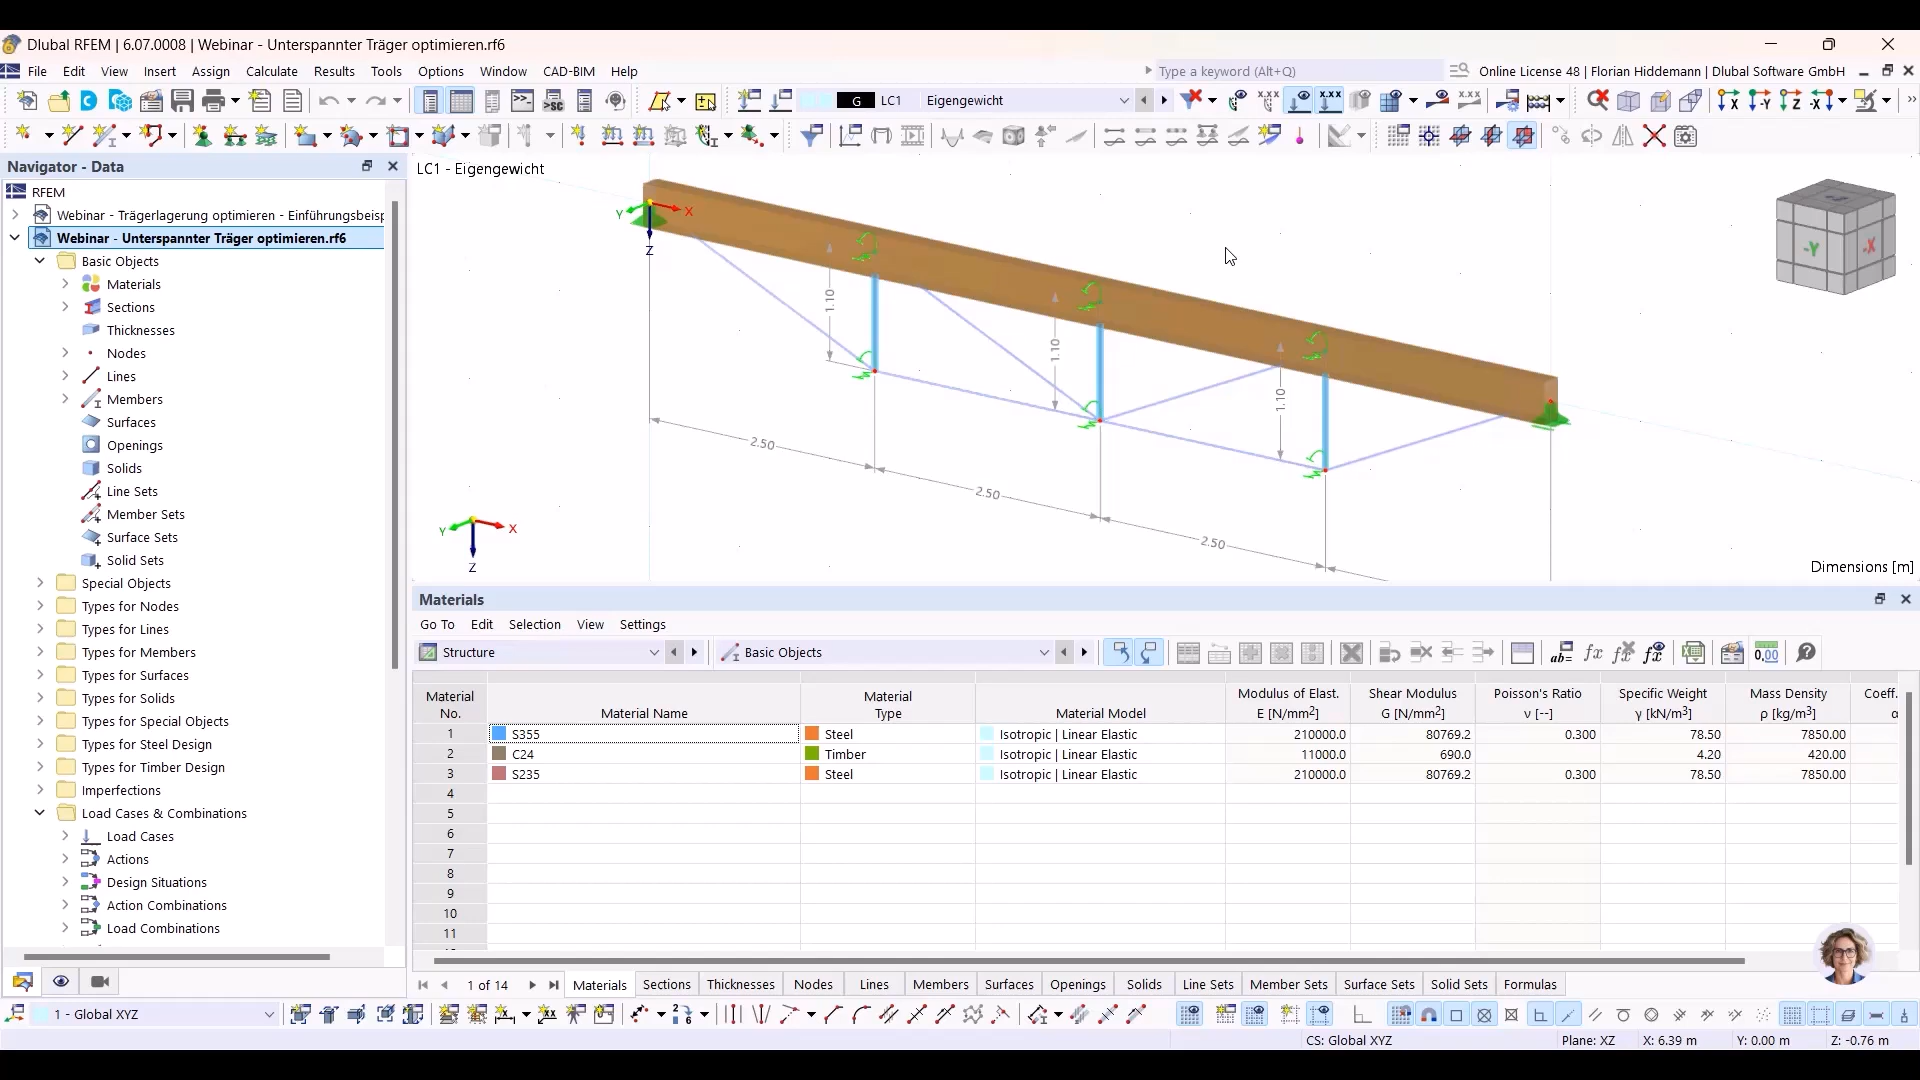 Dlubal RFEM | 6.07.0008 | Webinar - Unterspannter Träger optimieren.rf6
File Edit View Insert Assign Calculate Results Tools Options Window CAD-BIM Help
Type a keyword (Alt+Q)
Online License 48 | Florian Hiddemann | Dlubal Software GmbH
G LC1 Eigengewicht
Navigator - Data
RFEM
Webinar - Trägerlagerung optimieren - Einführungsbeisp
Webinar - Unterspannter Träger optimieren.rf6
Basic Objects
Materials
Sections
Thicknesses
Nodes
Lines
Members
Surfaces
Openings
Solids
Line Sets
Member Sets
Surface Sets
Solid Sets
Special Objects
Types for Nodes
Types for Lines
Types for Members
Types for Surfaces
Types for Solids
Types for Special Objects
Types for Steel Design
Types for Timber Design
Imperfections
Load Cases & Combinations
Load Cases
Actions
Design Situations
Action Combinations
Load Combinations
LC1 - Eigengewicht
Y X
Z
1.10
1.10
1.10
2.50
2.50
2.50
-Y -X
Y X
Z
Dimensions [m]
Materials
Go To Edit Selection View Settings
Structure
Basic Objects
Material No. Material Name Material Type Material Model Modulus of Elast. E [N/mm²] Shear Modulus G [N/mm²] Poisson's Ratio ν [--] Specific Weight γ [kN/m³] Mass Density ρ [kg/m³] Coeff. α
1 S355 Steel Isotropic | Linear Elastic 210000.0 80769.2 0.300 78.50 7850.00
2 C24 Timber Isotropic | Linear Elastic 11000.0 690.0 4.20 420.00
3 S235 Steel Isotropic | Linear Elastic 210000.0 80769.2 0.300 78.50 7850.00
4
5
6
7
8
9
10
11
1 of 14 Materials Sections Thicknesses Nodes Lines Members Surfaces Openings Solids Line Sets Member Sets Surface Sets Solid Sets Formulas
1 - Global XYZ
CS: Global XYZ Plane: XZ X: 6.39 m Y: 0.00 m Z: -0.76 m